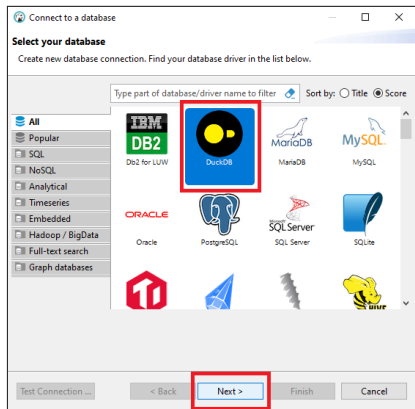 Connect to a database
Select your database
Create new database connection. Find your database driver in the list below.
Type part of database/driver name to filter
Sort by: Title Score
All
Popular
SQL
NoSQL
Analytical
Timeseries
Embedded
Hadoop / BigData
Full-text search
Graph databases
IBM
DB2
Db2 for LUW
DuckDB
MariaDB
MariaDB
MySQL
MySQL
ORACLE
Oracle
PostgreSQL
SQL Server
SQL Server
SQLite
HIVE
Test Connection ...
< Back
Next >
Finish
Cancel